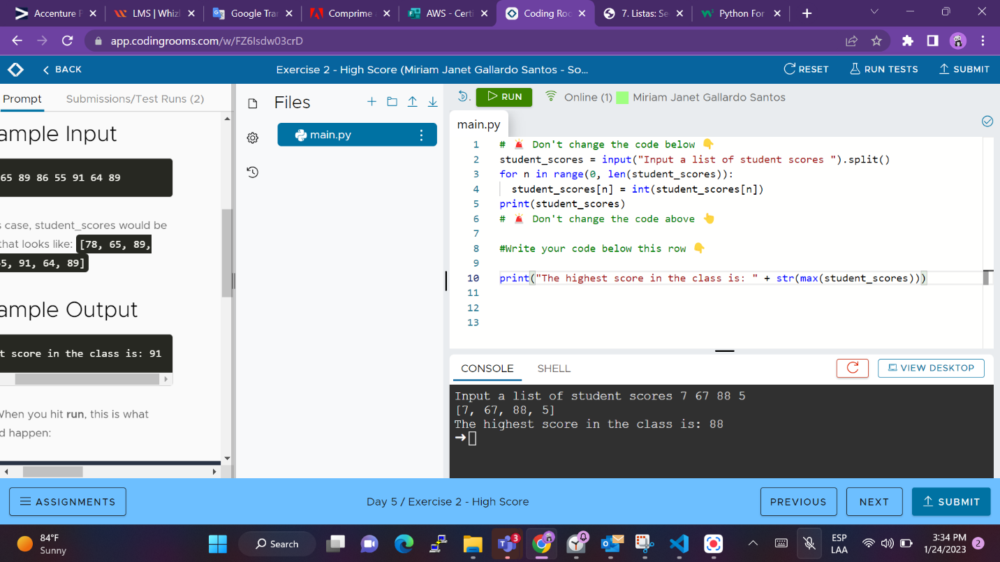 Accenture F
LMS | Whizl
Google Tran
Comprime
AWS - Certi
Coding Roo
7. Listas: Se
Python For
app.codingrooms.com/w/FZ6Isdw03crD
BACK
Exercise 2 - High Score (Miriam Janet Gallardo Santos - So...
RESET
RUN TESTS
SUBMIT
Prompt
Submissions/Test Runs (2)
Files
RUN
Online (1)
Miriam Janet Gallardo Santos
main.py
ample Input
65 89 86 55 91 64 89
s case, student_scores would be
that looks like: [78, 65, 89,
5, 91, 64, 89]
ample Output
t score in the class is: 91
When you hit run, this is what
d happen:
main.py
1 # 🚨 Don't change the code below 👇
2 student_scores = input("Input a list of student scores ").split()
3 for n in range(0, len(student_scores)):
4   student_scores[n] = int(student_scores[n])
5 print(student_scores)
6 # 🚨 Don't change the code above 👆
7
8 #Write your code below this row 👇
9
10 print("The highest score in the class is: " + str(max(student_scores)))
11
12
13
CONSOLE
SHELL
VIEW DESKTOP
Input a list of student scores 7 67 88 5
[7, 67, 88, 5]
The highest score in the class is: 88
ASSIGNMENTS
Day 5 / Exercise 2 - High Score
PREVIOUS
NEXT
SUBMIT
84°F
Sunny
Search
3
ESP
LAA
3:34 PM
1/24/2023
2